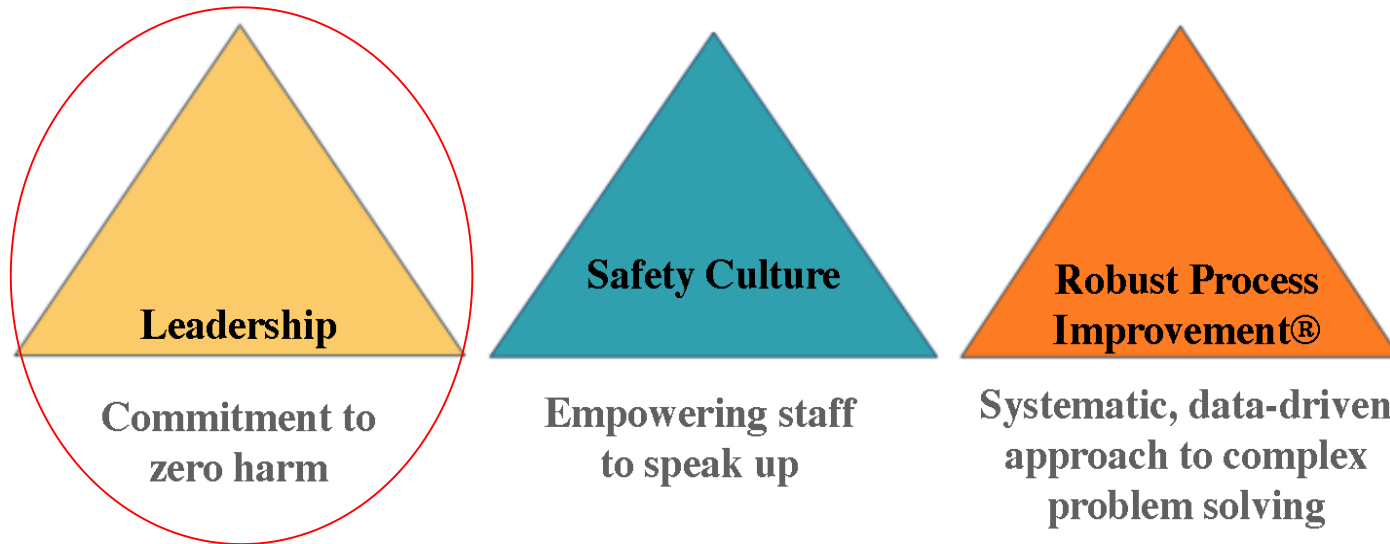 Leadership
Commitment to
zero harm
Safety Culture
Empowering staff
to speak up
Robust Process
Improvement®
Systematic, data-driven
approach to complex
problem solving